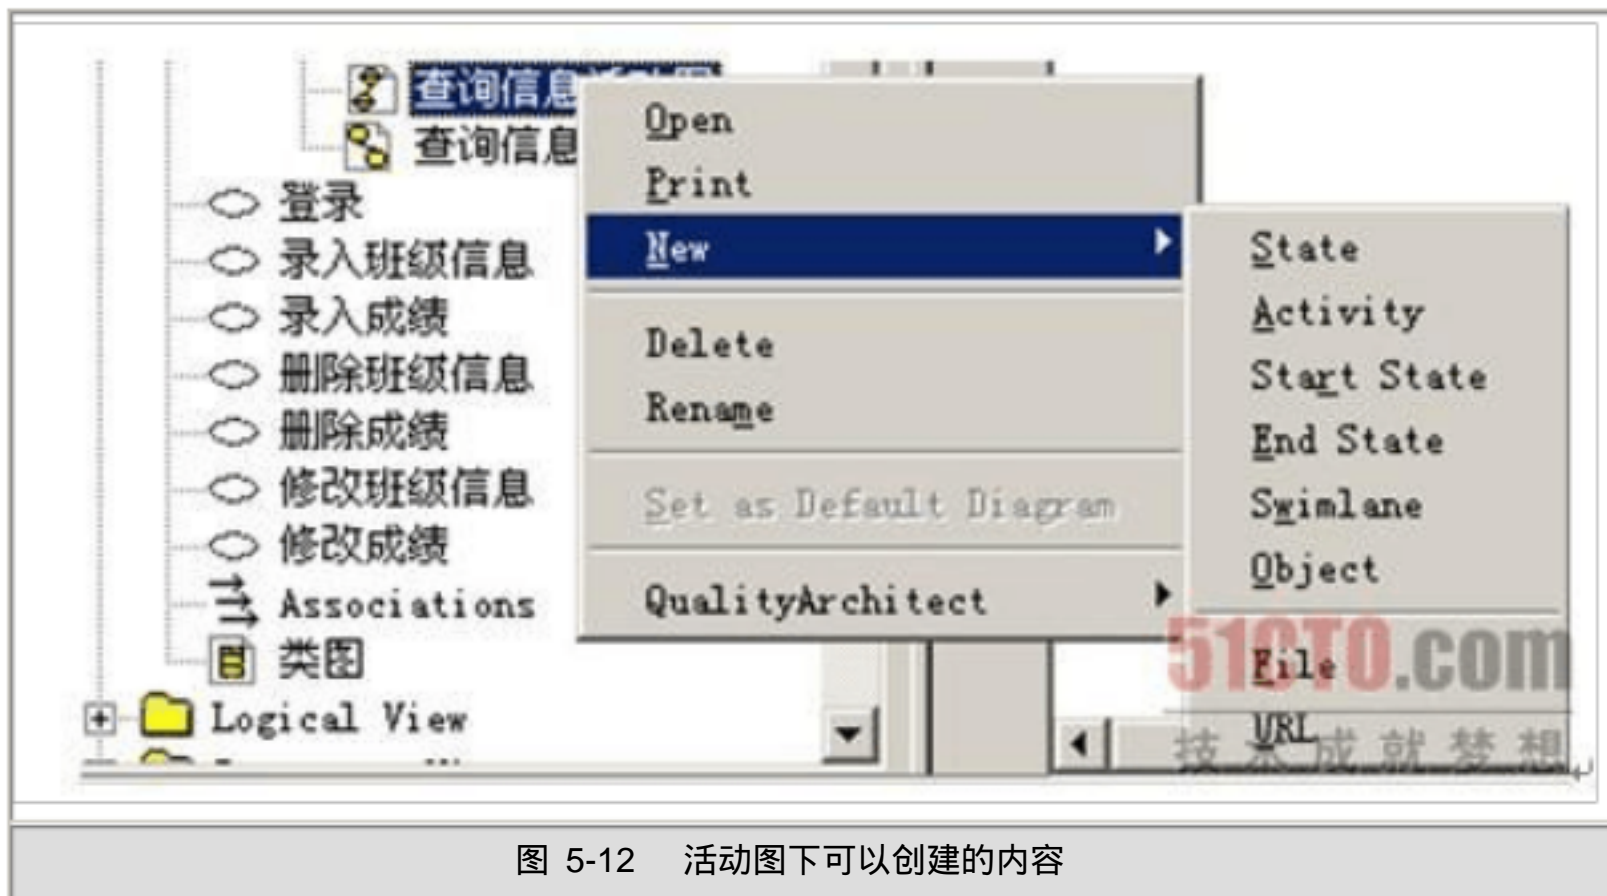 查询信息
查询信息
登录
录入班级信息
录入成绩
删除班级信息
删除成绩
修改班级信息
修改成绩
Associations
类图
Logical View
Open
Print
New
Delete
Rename
Set as Default Diagram
QualityArchitect
State
Activity
Start State
End State
Swimlane
Object
File
URL
51CTO.com
技术成就梦想
图 5-12 活动图下可以创建的内容